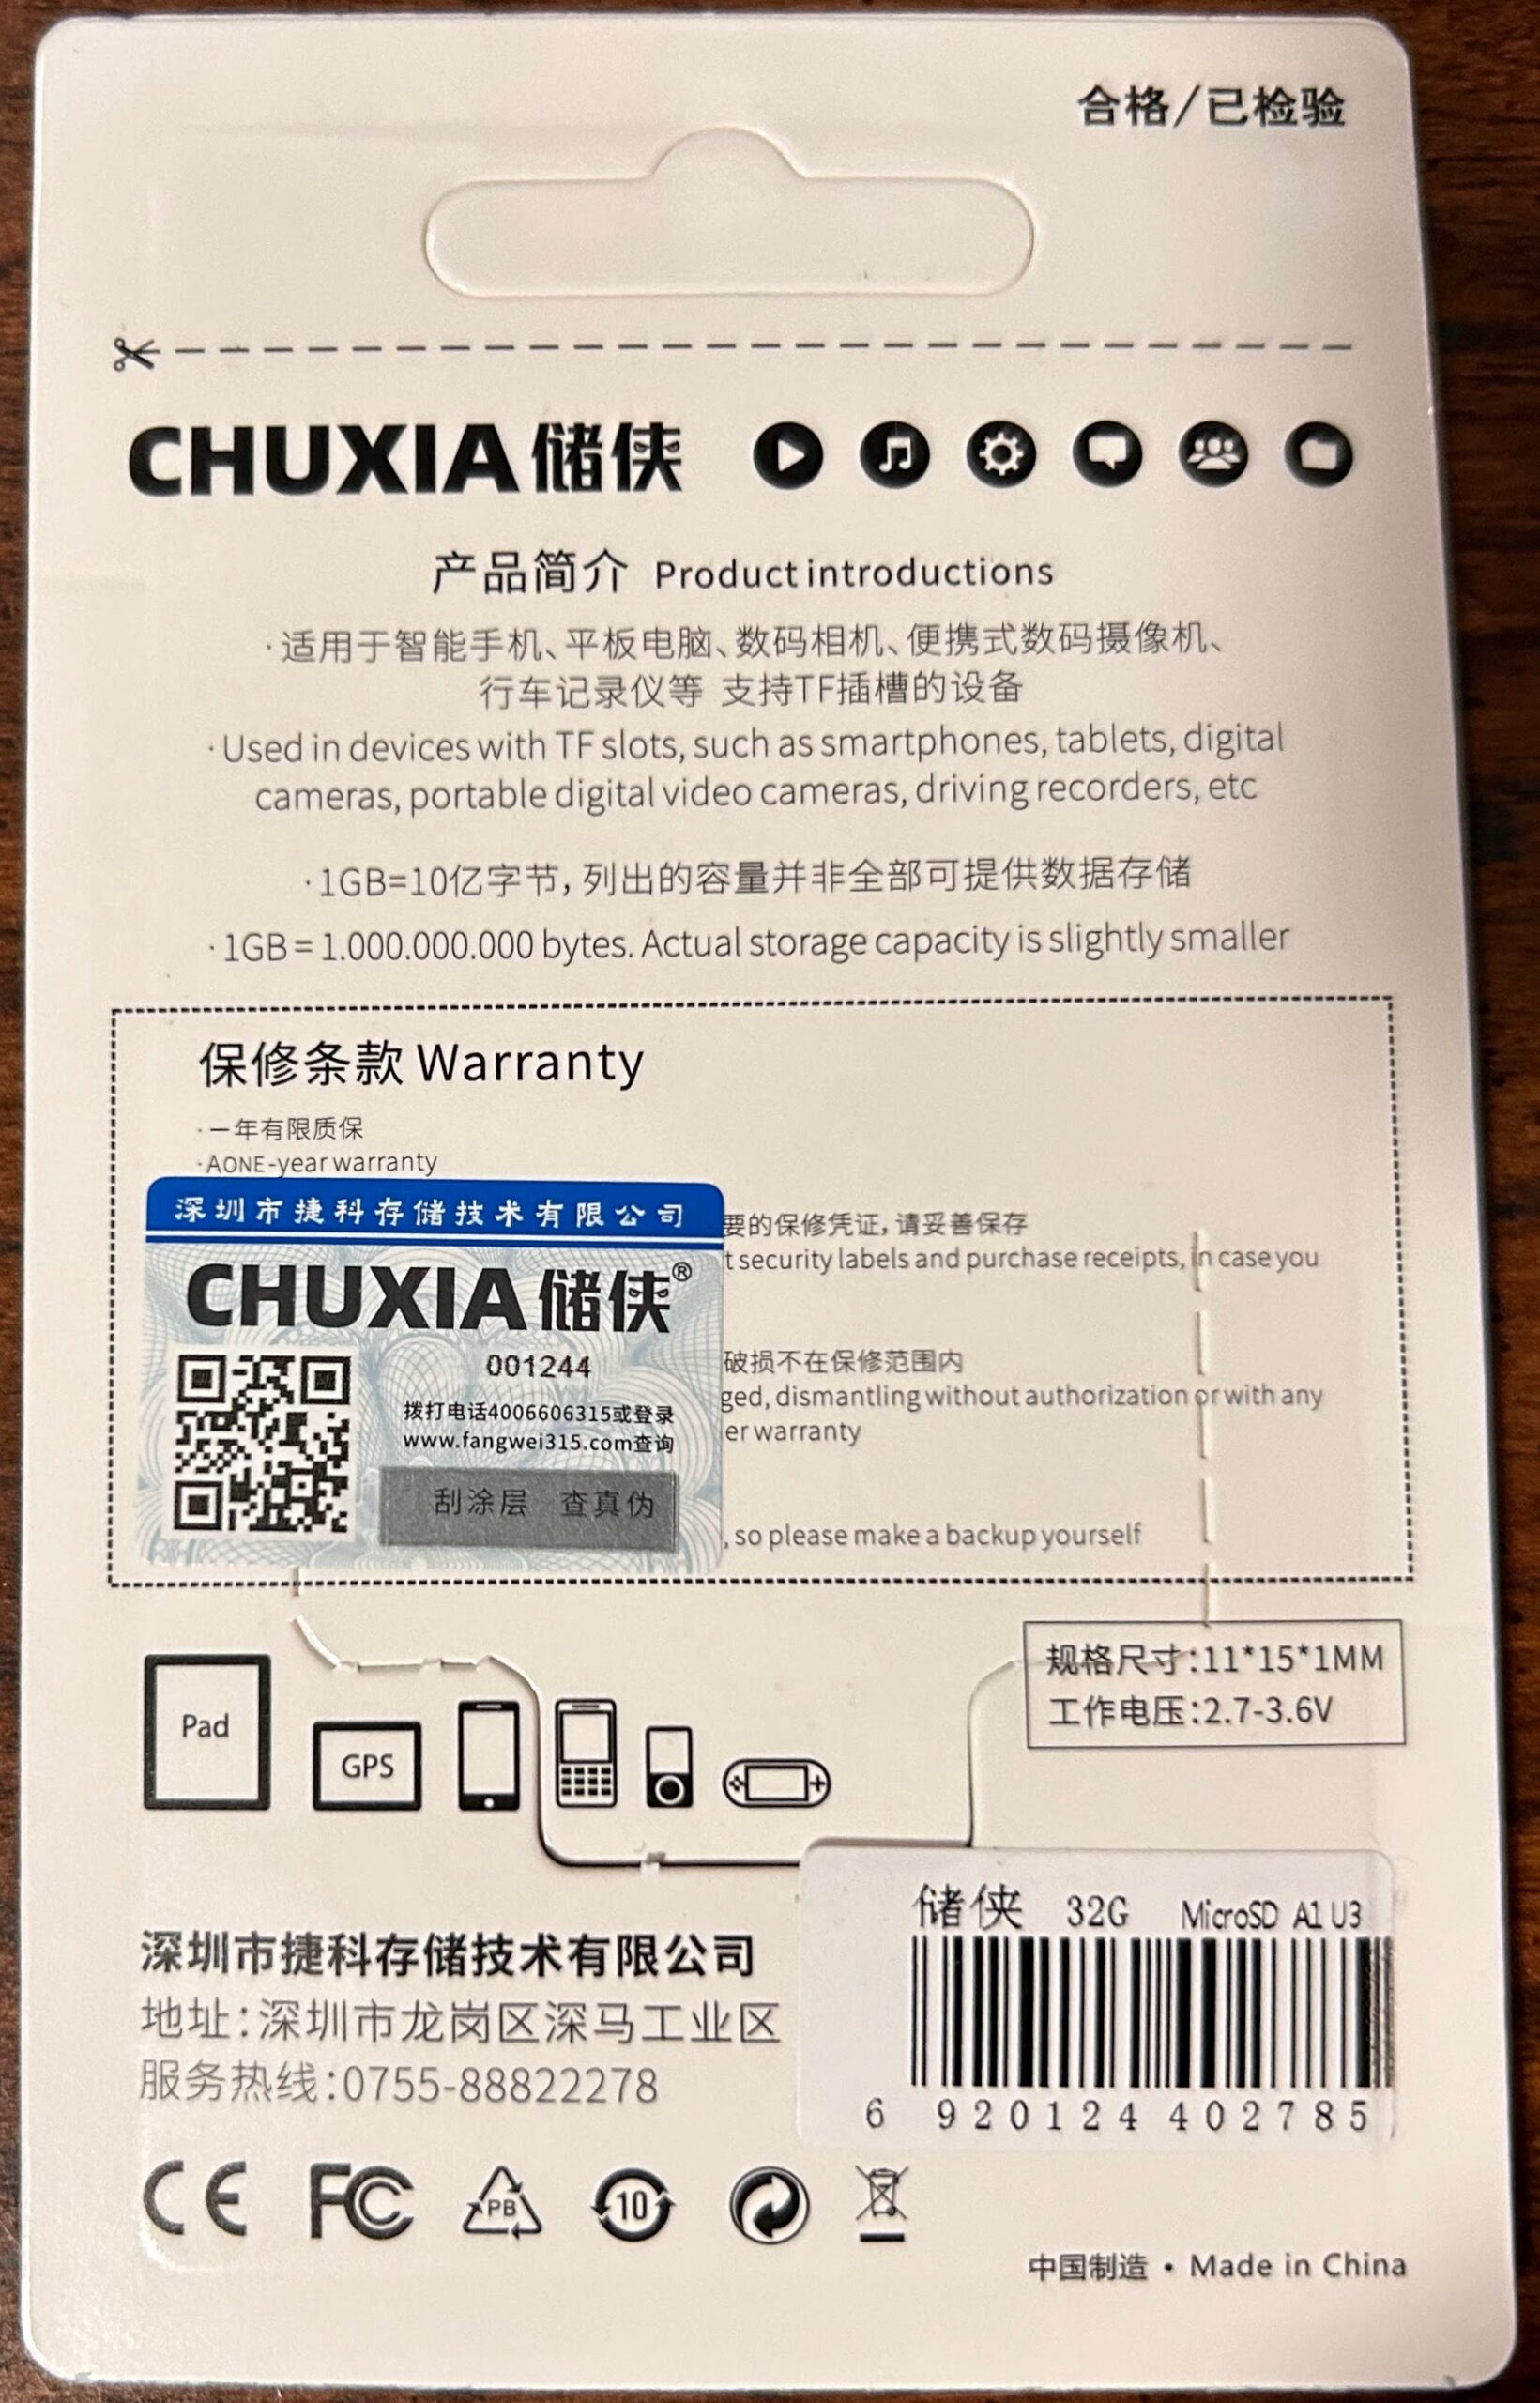 合格/已检验
CHUXIA储侠
产品简介 Product introductions
·适用于智能手机、平板电脑、数码相机、便携式数码摄像机、
行车记录仪等 支持TF插槽的设备
·Used in devices with TF slots, such as smartphones, tablets, digital
cameras, portable digital video cameras, driving recorders, etc
·1GB=10亿字节,列出的容量并非全部可提供数据存储
·1GB = 1.000.000.000 bytes. Actual storage capacity is slightly smaller
保修条款 Warranty
·一年有限质保
·AONE-year warranty
深圳市捷科存储技术有限公司
CHUXIA储侠®
001244
拨打电话4006606315或登录
www.fangwei315.com查询
刮涂层 查真伪
要的保修凭证,请妥善保存
t security labels and purchase receipts, in case you
破损不在保修范围内
ged, dismantling without authorization or with any
er warranty
, so please make a backup yourself
Pad
GPS
规格尺寸:11*15*1MM
工作电压:2.7-3.6V
储侠 32G MicroSD A1 U3
6 920124 402785
深圳市捷科存储技术有限公司
地址:深圳市龙岗区深马工业区
服务热线:0755-88822278
CE FC PB 10
中国制造 · Made in China